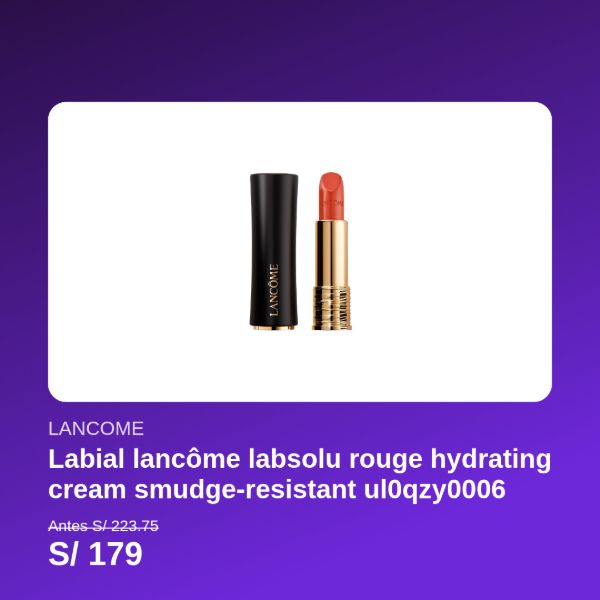 LANCÔME
LANCOME
Labial lancôme labsolu rouge hydrating
cream smudge-resistant ul0qzy0006
Antes S/ 223.75
S/ 179